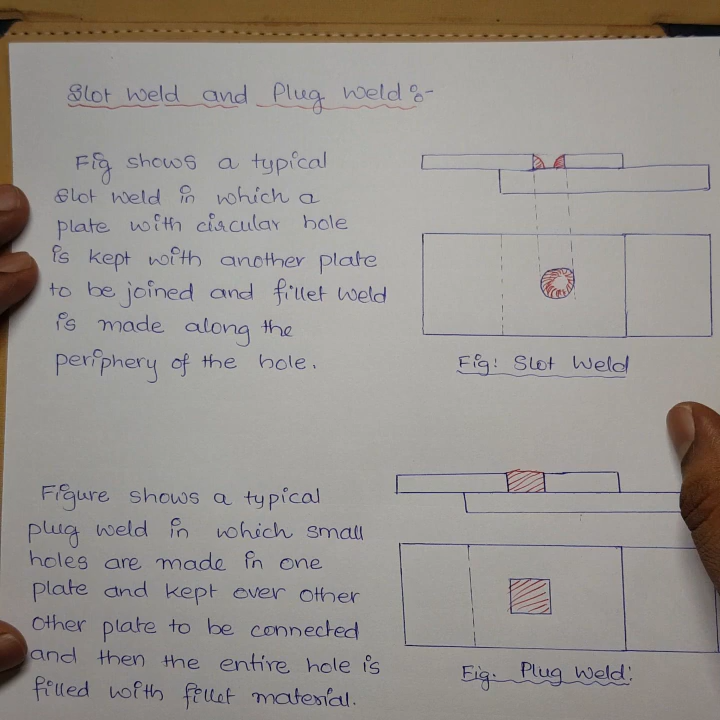 Slot weld and Plug weld :-
Fig shows a typical
slot weld in which a
plate with circular hole
is kept with another plate
to be joined and fillet weld
is made along the
periphery of the hole.
Fig: Slot Weld
Figure shows a typical
plug weld in which small
holes are made in one
plate and kept over other
other plate to be connected
and then the entire hole is
filled with fillet material.
Fig. Plug Weld: